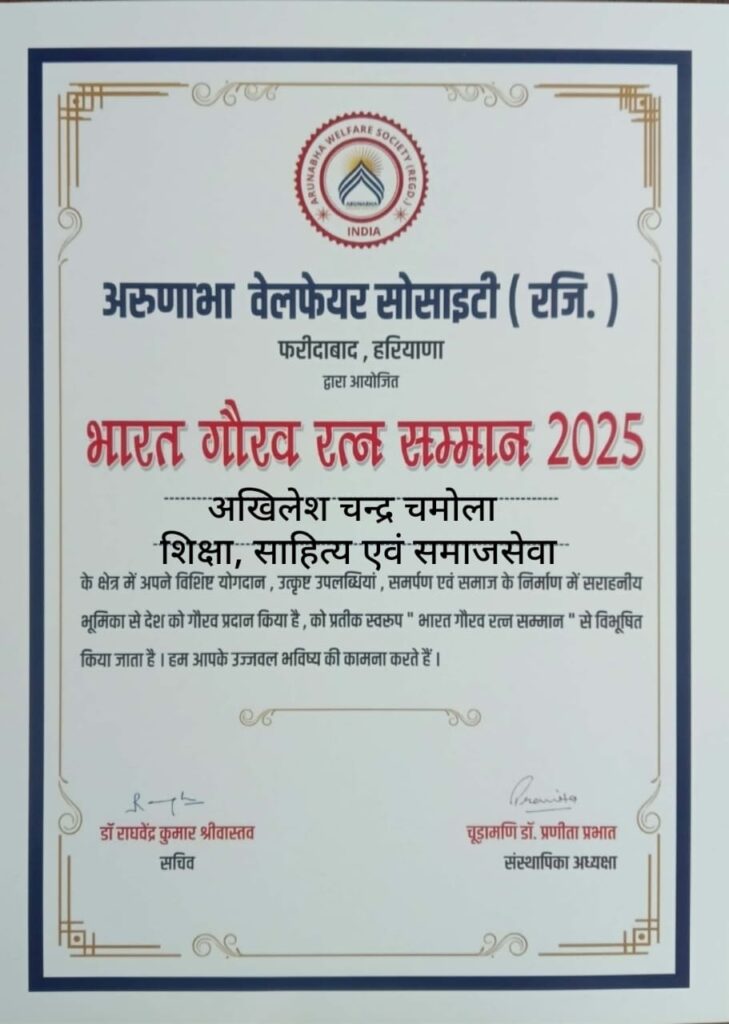 ARUNABHA WELFARE SOCIETY (REGD.)
ARUNABHA
INDIA
अरुणाभा वेलफेयर सोसाइटी ( रजि. )
फरीदाबाद , हरियाणा
द्वारा आयोजित
भारत गौरव रत्न सम्मान 2025
अखिलेश चन्द्र चमोला
शिक्षा, साहित्य एवं समाजसेवा
के क्षेत्र में अपने विशिष्ट योगदान , उत्कृष्ट उपलब्धियां , समर्पण एवं समाज के निर्माण में सराहनीय
भूमिका से देश को गौरव प्रदान किया है , को प्रतीक स्वरूप " भारत गौरव रत्न सम्मान " से विभूषित
किया जाता है । हम आपके उज्जवल भविष्य की कामना करते हैं ।
डॉ राघवेंद्र कुमार श्रीवास्तव
सचिव
Pranita
चूड़ामणि डॉ. प्रणीता प्रभात
संस्थापिका अध्यक्षा